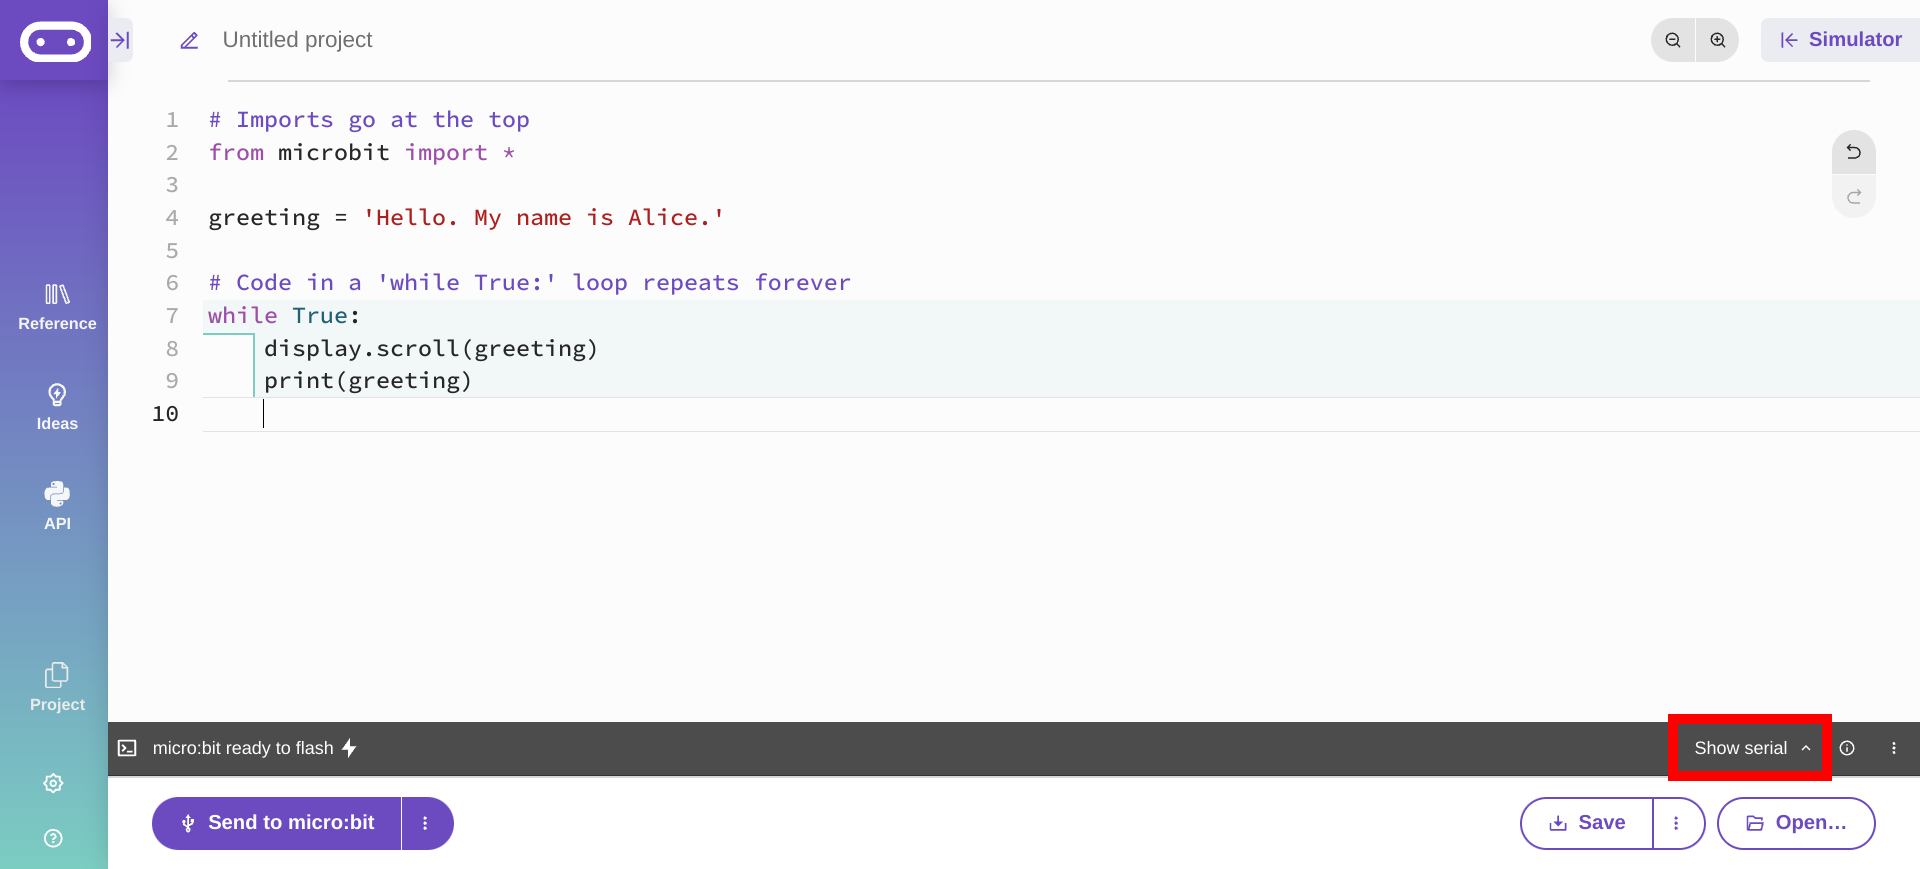 Untitled project
Simulator
1 # Imports go at the top
2 from microbit import *
3
4 greeting = 'Hello. My name is Alice.'
5
6 # Code in a 'while True:' loop repeats forever
7 while True:
8     display.scroll(greeting)
9     print(greeting)
10
Reference
Ideas
API
Project
micro:bit ready to flash
Show serial
Send to micro:bit
Save
Open...